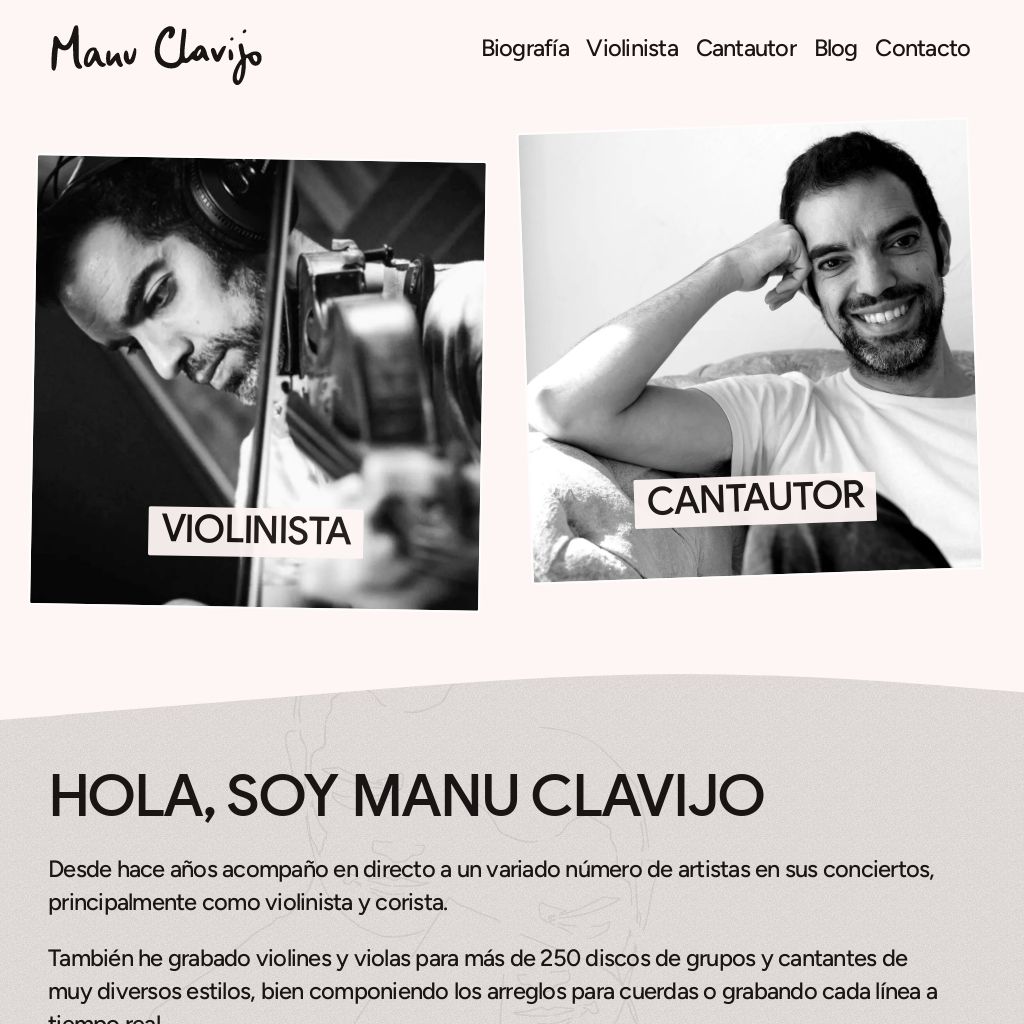 Manu Clavijo
Biografía Violinista Cantautor Blog Contacto
VIOLINISTA
CANTAUTOR
HOLA, SOY MANU CLAVIJO
Desde hace años acompaño en directo a un variado número de artistas en sus conciertos,
principalmente como violinista y corista.
También he grabado violines y violas para más de 250 discos de grupos y cantantes de
muy diversos estilos, bien componiendo los arreglos para cuerdas o grabando cada línea a
tiempo real